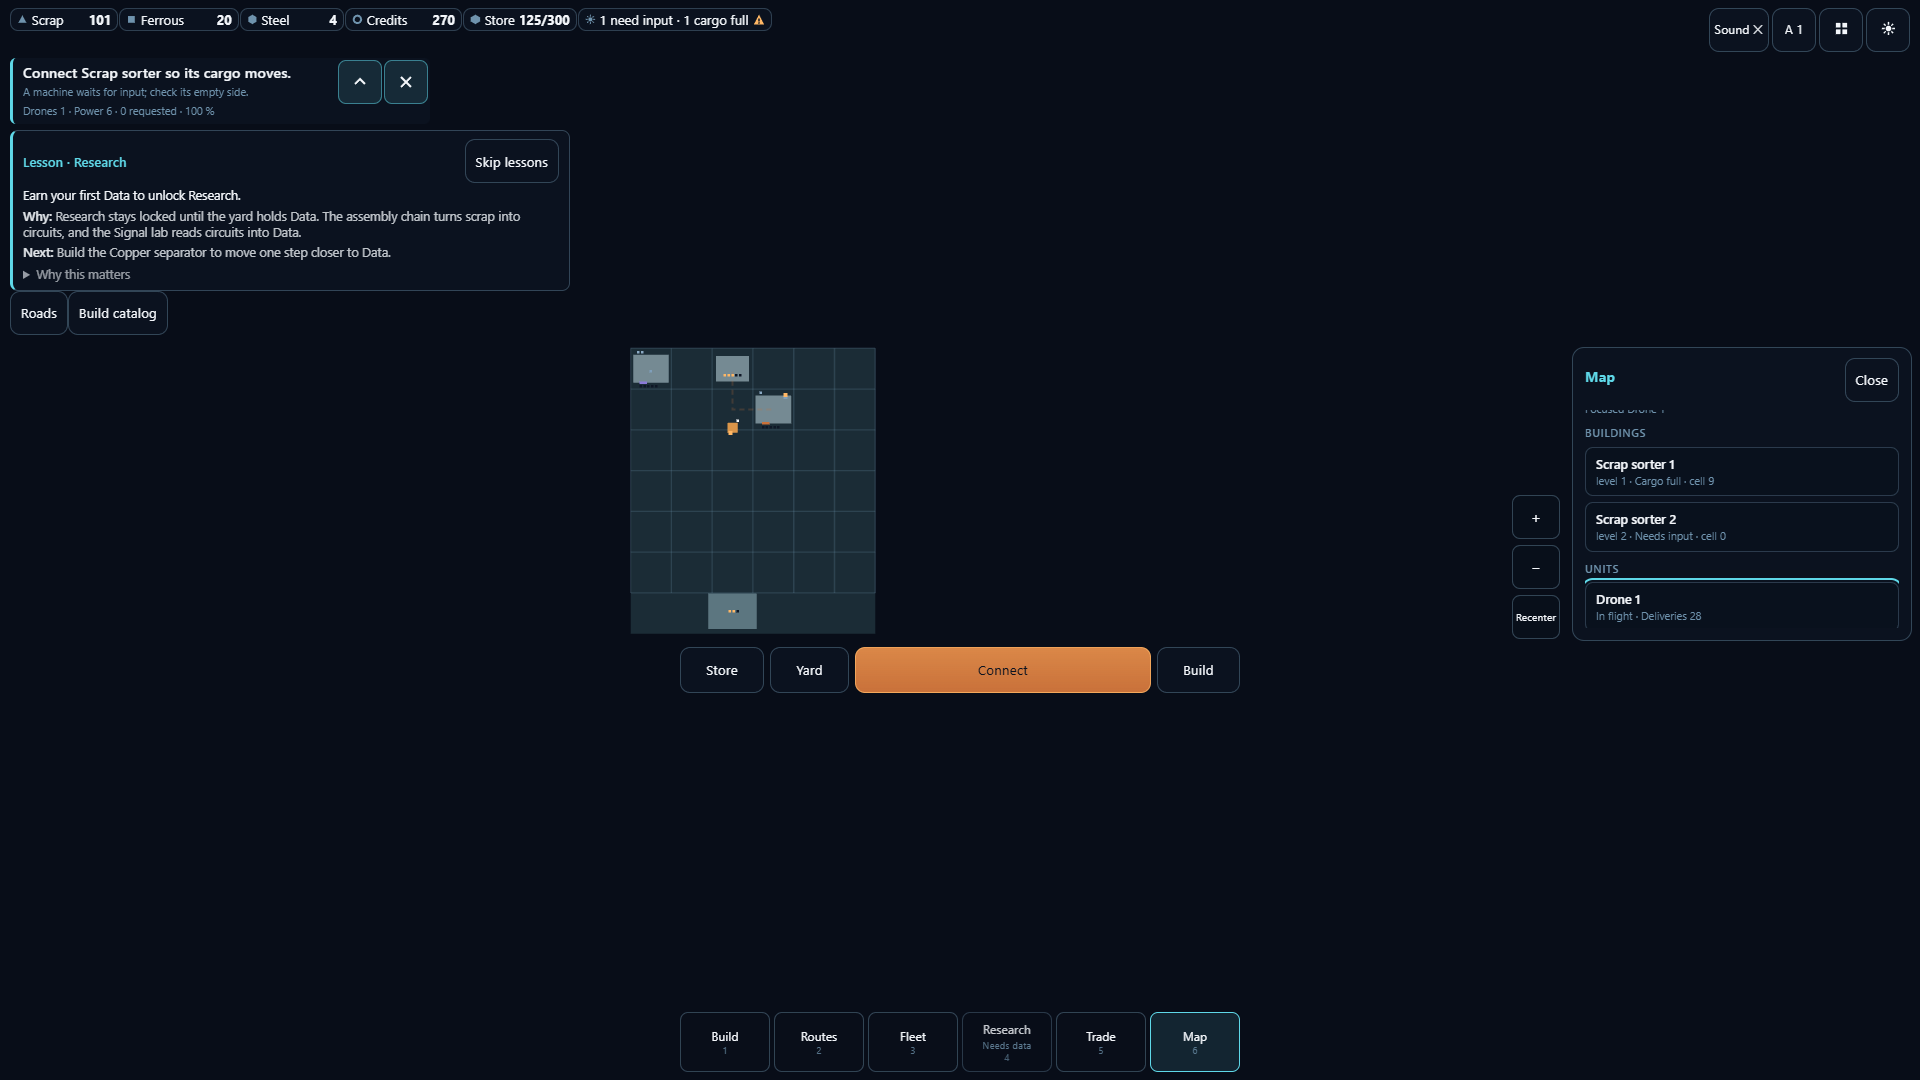 Scrap 101
Ferrous 20
Steel 4
Credits 270
Store 125/300
1 need input · 1 cargo full
Sound
A 1
Connect Scrap sorter so its cargo moves.
A machine waits for input; check its empty side.
Drones 1 · Power 6 · 0 requested · 100 %
Lesson · Research
Skip lessons
Earn your first Data to unlock Research.
Why: Research stays locked until the yard holds Data. The assembly chain turns scrap into
circuits, and the Signal lab reads circuits into Data.
Next: Build the Copper separator to move one step closer to Data.
Why this matters
Roads
Build catalog
Map
Close
Focused Drone 1
BUILDINGS
Scrap sorter 1
level 1 · Cargo full · cell 9
Scrap sorter 2
level 2 · Needs input · cell 0
UNITS
Drone 1
In flight · Deliveries 28
+
−
Recenter
Store
Yard
Connect
Build
Build
1
Routes
2
Fleet
3
Research
Needs data
4
Trade
5
Map
6